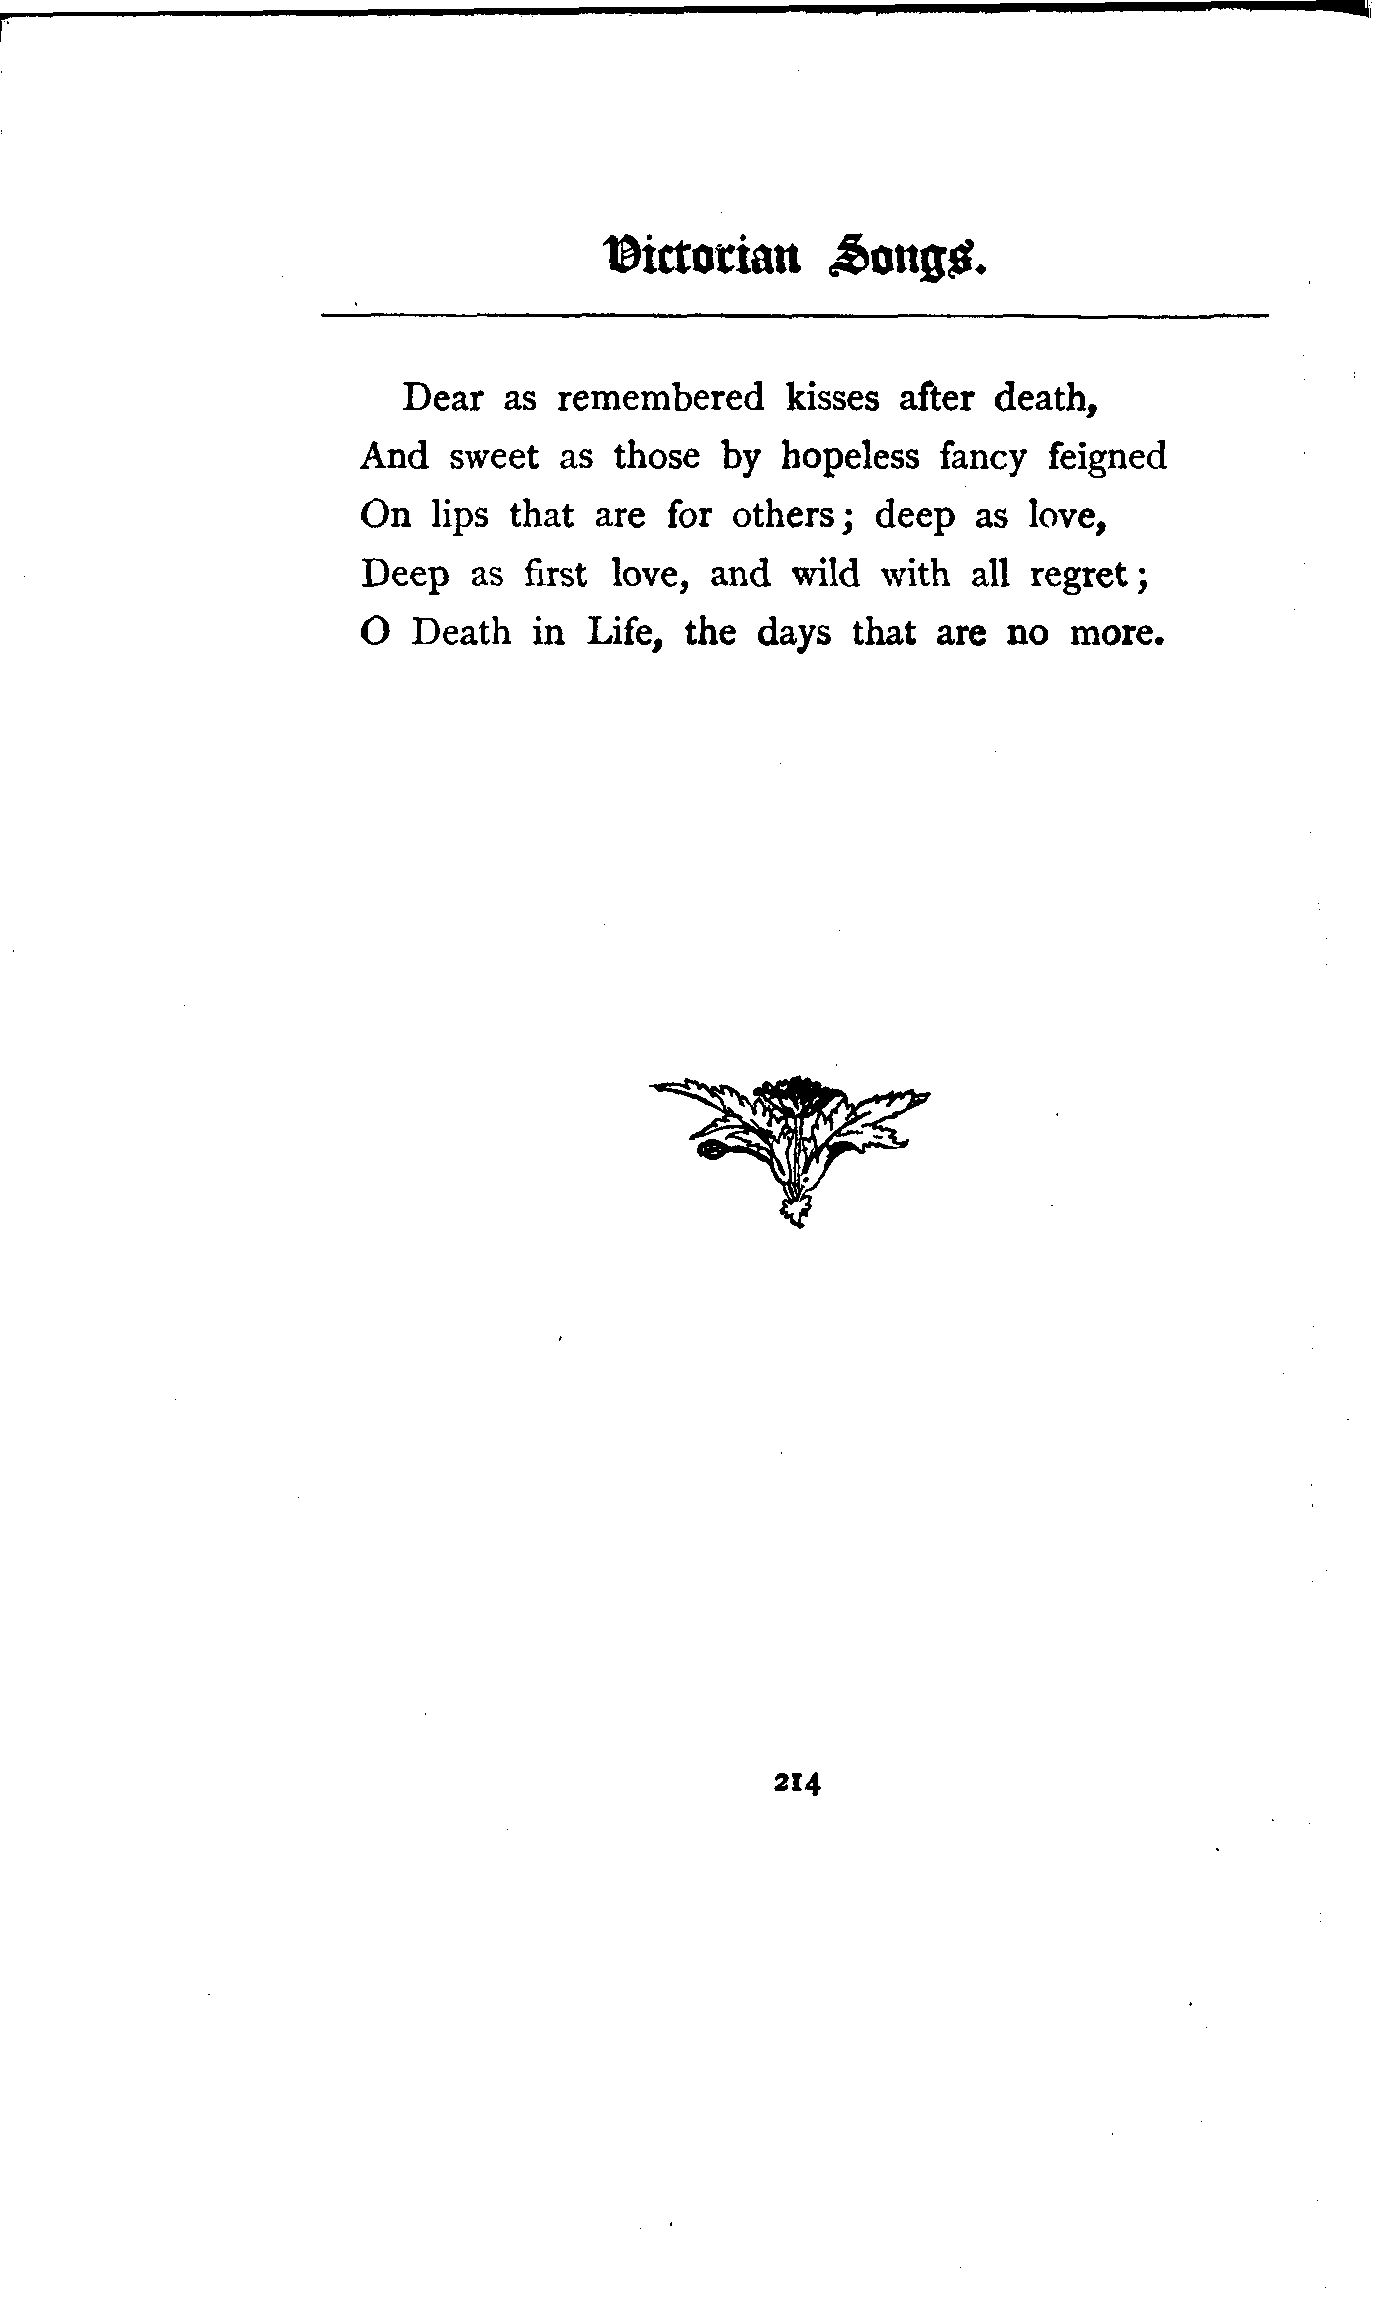 Victorian Songs.
Dear as remembered kisses after death,
And sweet as those by hopeless fancy feigned
On lips that are for others; deep as love,
Deep as first love, and wild with all regret;
O Death in Life, the days that are no more.
214